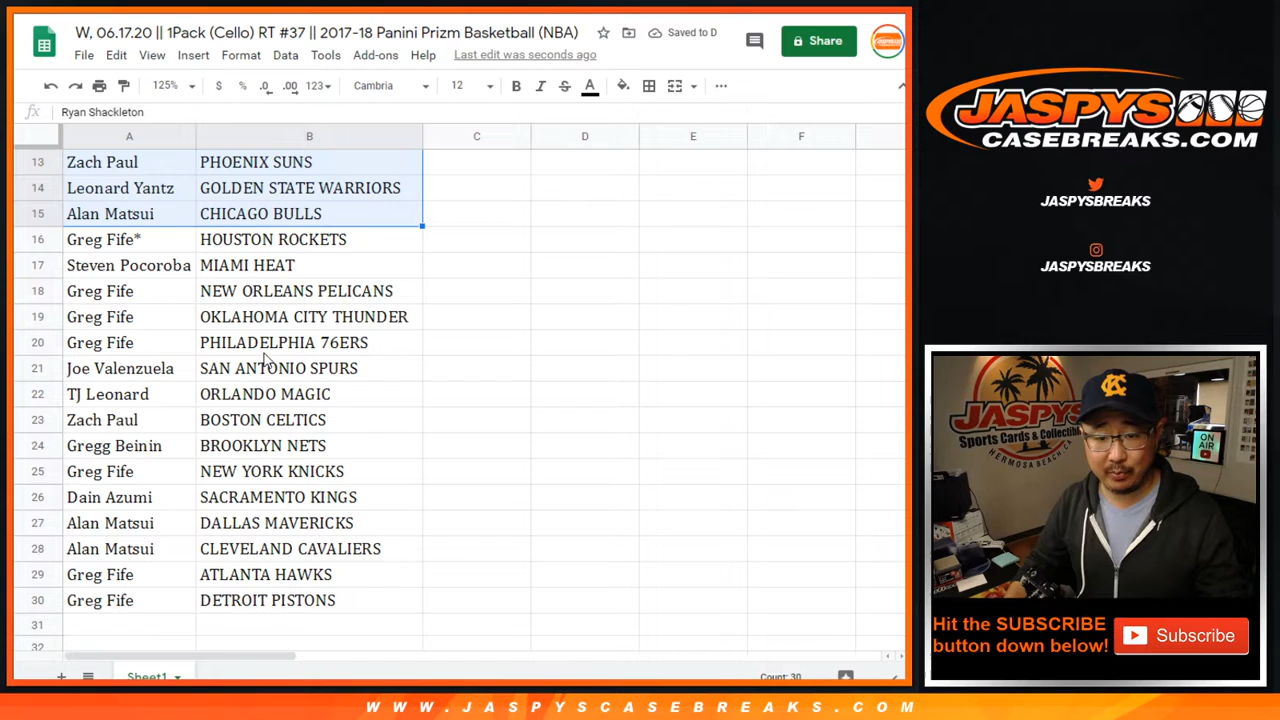 W, 06.17.20 || 1Pack (Cello) RT #37 || 2017-18 Panini Prizm Basketball (NBA)
Saved to D
File Edit View Insert Format Data Tools Add-ons Help Last edit was seconds ago
Share
125% $ % .0 .00 123 Cambria 12 B I S A
fx Ryan Shackleton
A B C D E F
13 Zach Paul PHOENIX SUNS
14 Leonard Yantz GOLDEN STATE WARRIORS
15 Alan Matsui CHICAGO BULLS
16 Greg Fife* HOUSTON ROCKETS
17 Steven Pocoroba MIAMI HEAT
18 Greg Fife NEW ORLEANS PELICANS
19 Greg Fife OKLAHOMA CITY THUNDER
20 Greg Fife PHILADELPHIA 76ERS
21 Joe Valenzuela SAN ANTONIO SPURS
22 TJ Leonard ORLANDO MAGIC
23 Zach Paul BOSTON CELTICS
24 Gregg Beinin BROOKLYN NETS
25 Greg Fife NEW YORK KNICKS
26 Dain Azumi SACRAMENTO KINGS
27 Alan Matsui DALLAS MAVERICKS
28 Alan Matsui CLEVELAND CAVALIERS
29 Greg Fife ATLANTA HAWKS
30 Greg Fife DETROIT PISTONS
31
32
Sheet1
Count: 30
JASPYS
CASEBREAKS.COM
JASPYSBREAKS
JASPYSBREAKS
JASPYS
Sports Cards & Collectibles
HERMOSA BEACH, CA
KC
ON
AIR
Hit the SUBSCRIBE
button down below!
Subscribe
WWW.JASPYSCASEBREAKS.COM